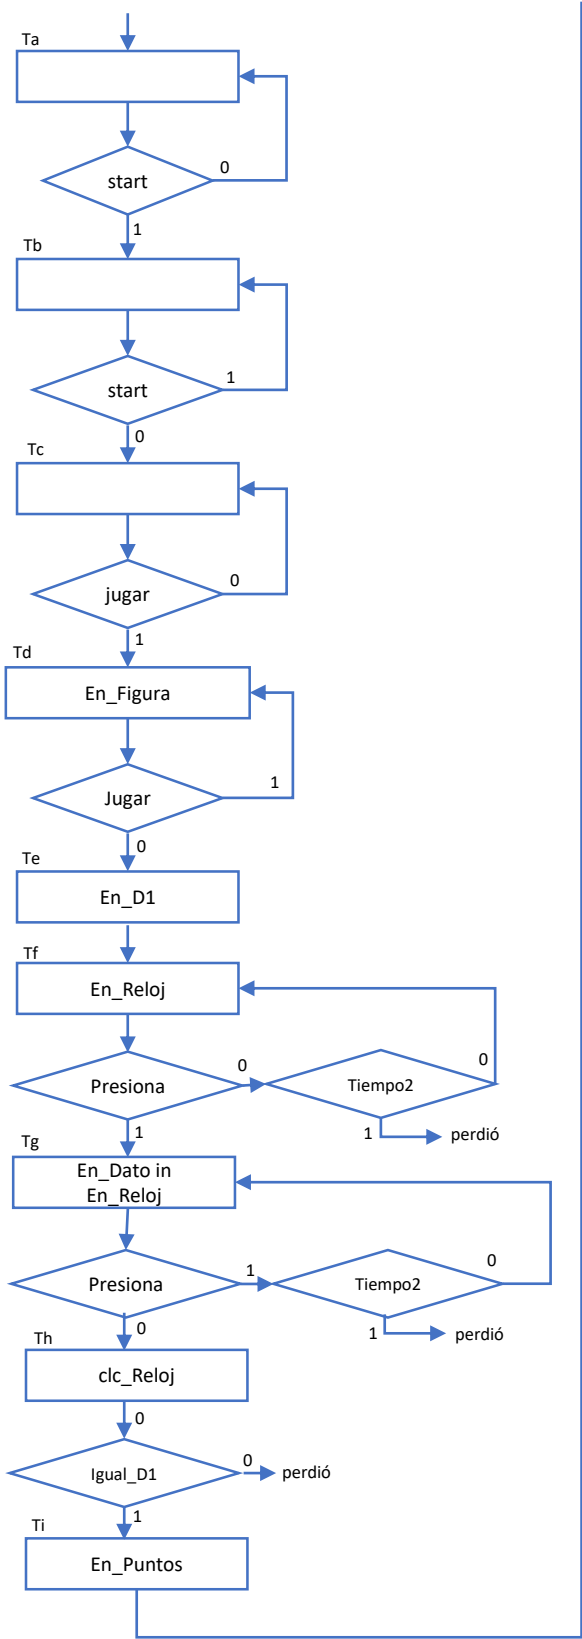 Ta
start
0
1
Tb
start
1
0
Tc
jugar
0
1
Td
En_Figura
Jugar
1
0
Te
En_D1
Tf
En_Reloj
Presiona
0
Tiempo2
0
1
perdió
1
Tg
En_Dato in
En_Reloj
Presiona
1
Tiempo2
0
1
perdió
0
Th
clc_Reloj
0
Igual_D1
0
perdió
1
Ti
En_Puntos